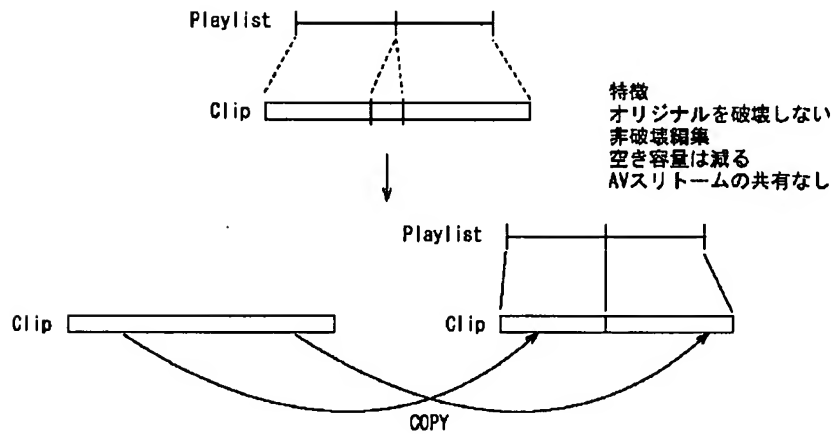 Playlist
Clip
特徴
オリジナルを破壊しない
非破壊編集
空き容量は減る
AVスリトームの共有なし
Playlist
Clip
Clip
COPY